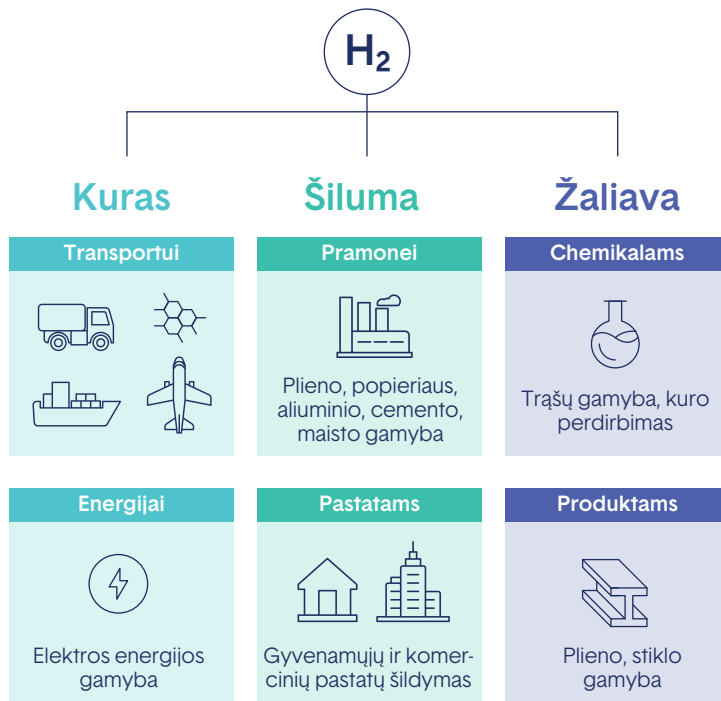 H₂
Kuras
Transportui
Energijai
Elektros energijos
gamyba
Šiluma
Pramonei
Plieno, popieriaus,
aliuminio, cemento,
maisto gamyba
Pastatams
Gyvenamųjų ir komer-
cinių pastatų šildymas
Žaliava
Chemikalams
Trąšų gamyba, kuro
perdirbimas
Produktams
Plieno, stiklo
gamyba